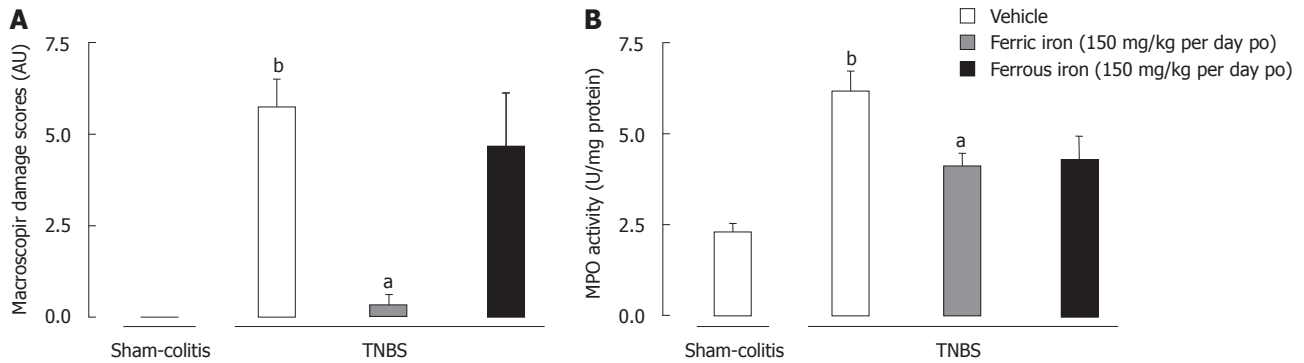 A
Macroscopir damage scores (AU)
7.5
5.0
2.5
0.0
b
a
Sham-colitis
TNBS
B
MPO activity (U/mg protein)
7.5
5.0
2.5
0.0
b
a
Sham-colitis
TNBS
Vehicle
Ferric iron (150 mg/kg per day po)
Ferrous iron (150 mg/kg per day po)